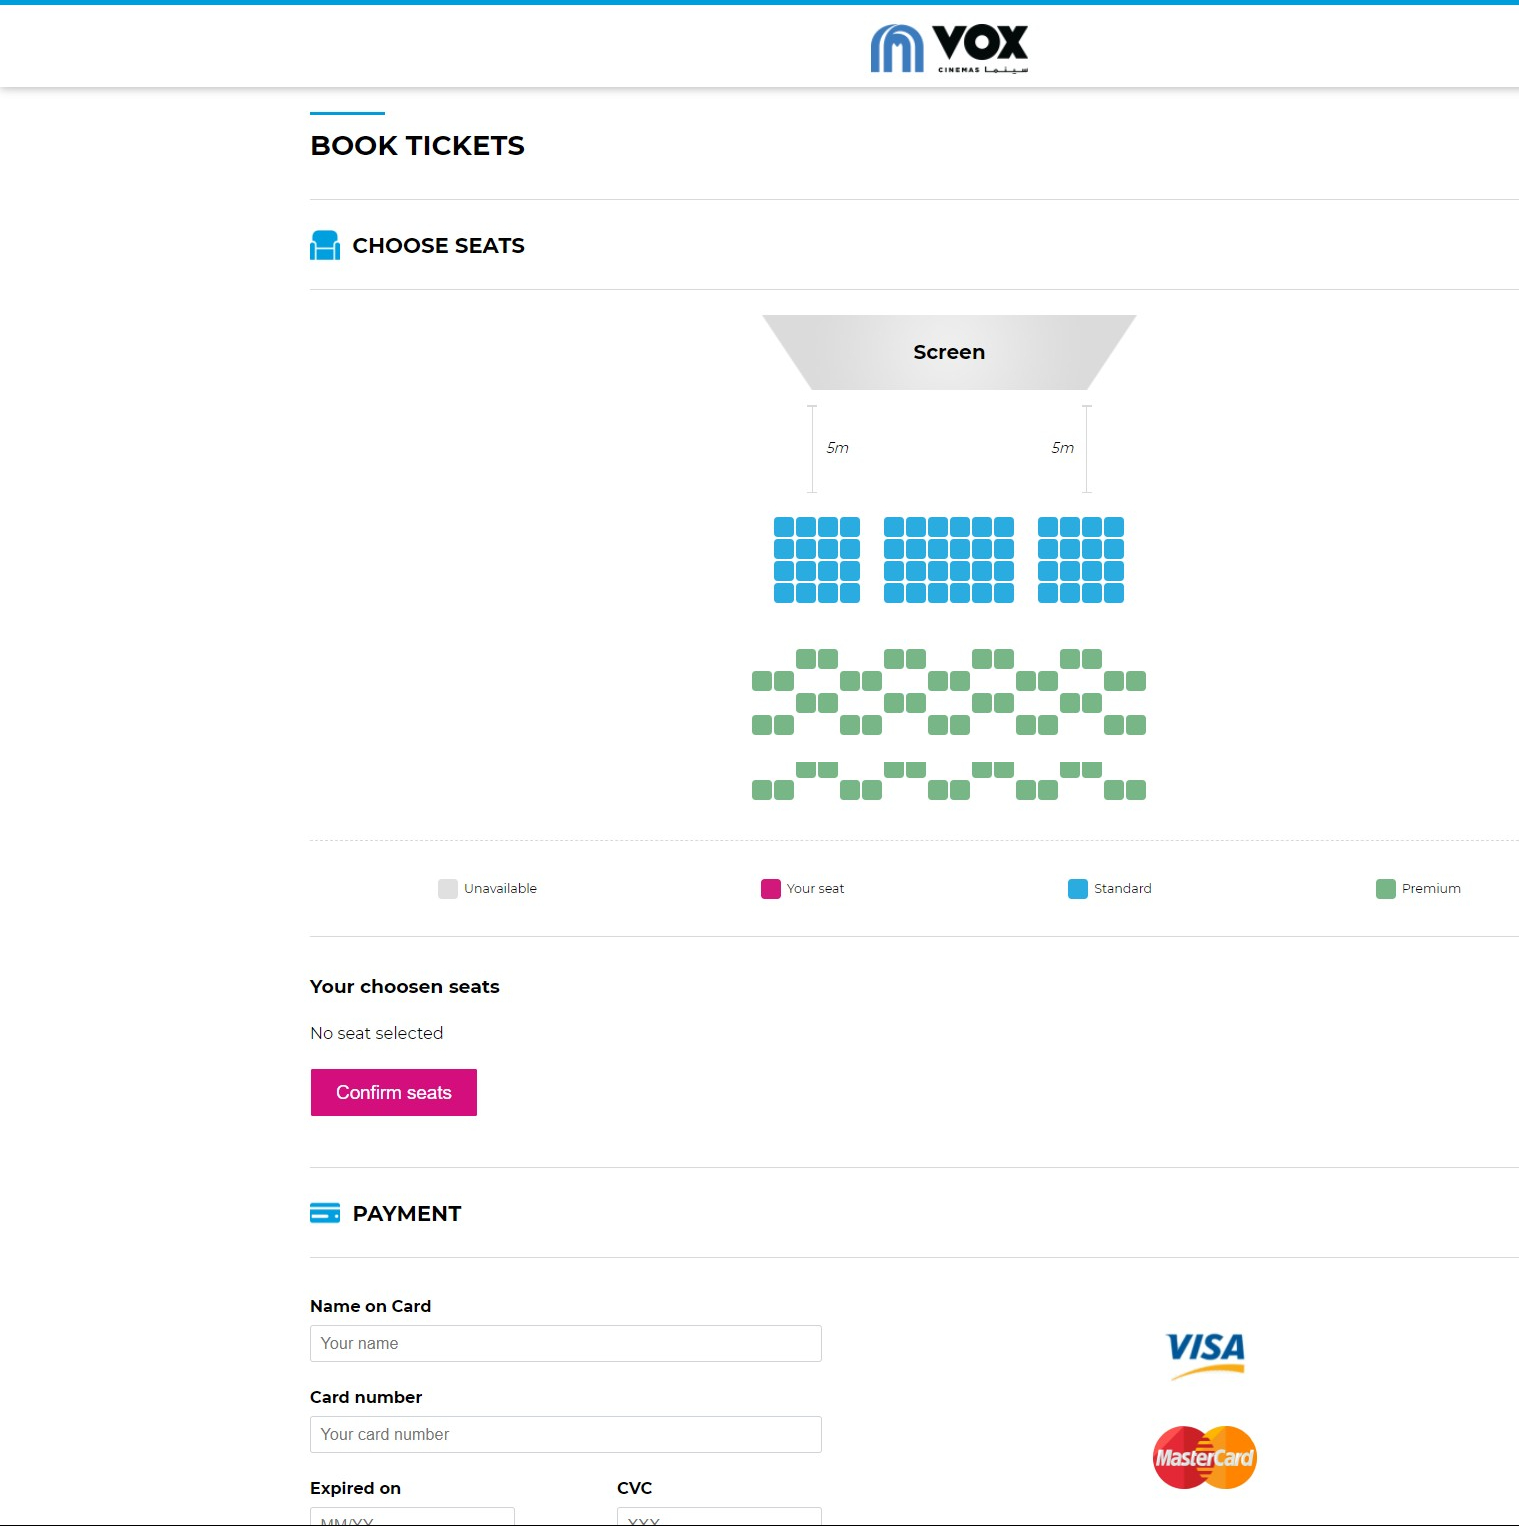 VOX
CINEMAS سينما
BOOK TICKETS
CHOOSE SEATS
Screen
5m 5m
Unavailable Your seat Standard Premium
Your choosen seats
No seat selected
Confirm seats
PAYMENT
Name on Card
Your name
VISA
Card number
Your card number
MasterCard
Expired on CVC
MM/YY XXX